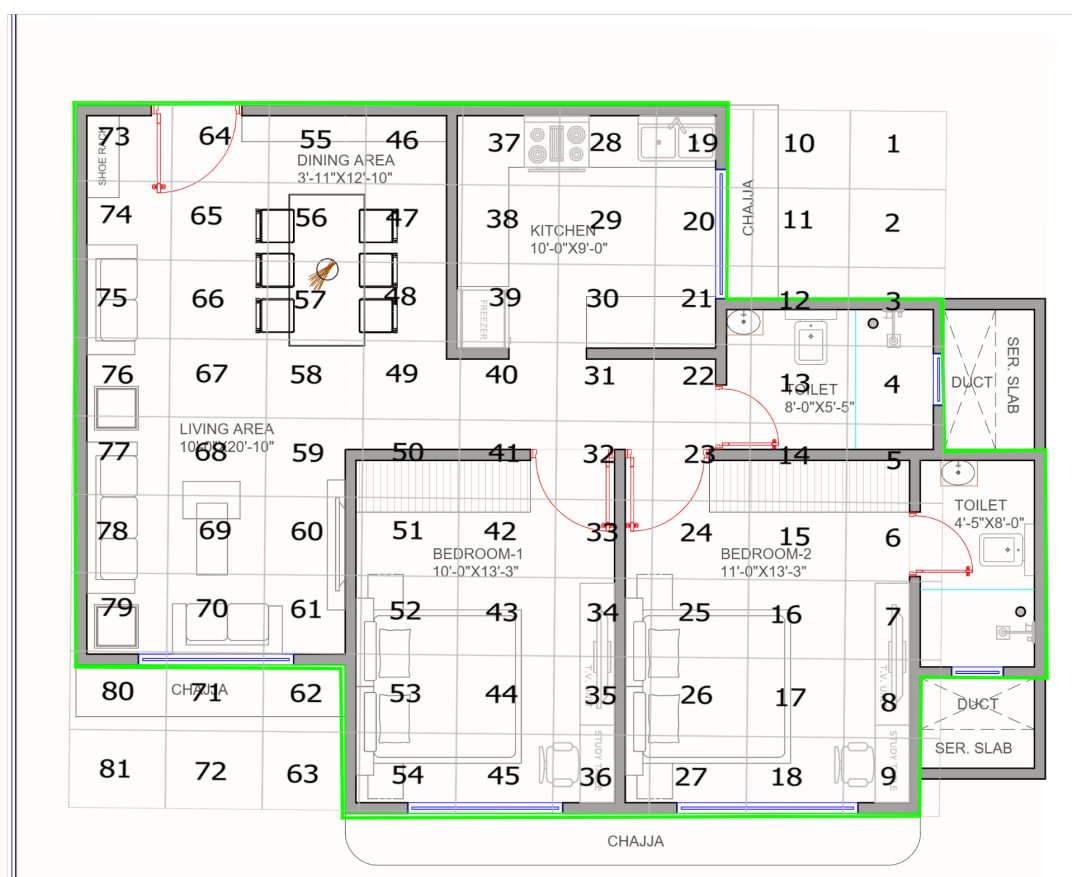 73 64 55 46 37 28 19 10 1
SHOE RACK
DINING AREA
3'-11"X12'-10"
74 65 56 47 38 29 20 11 2
CHAJJA
KITCHEN
10'-0"X9'-0"
75 66 57 48 39 30 21 12 3
FREEZER
76 67 58 49 40 31 22 13 4
TOILET
8'-0"X5'-5"
DUCT
SER. SLAB
LIVING AREA
10'-0"X20'-10"
77 68 59 50 41 32 23 14 5
TOILET
4'-5"X8'-0"
78 69 60 51 42 33 24 15 6
BEDROOM-1
10'-0"X13'-3"
BEDROOM-2
11'-0"X13'-3"
79 70 61 52 43 34 25 16 7
80 71 62 53 44 35 26 17 8
CHAJJA
T.V. UNIT
T.V. UNIT
DUCT
SER. SLAB
81 72 63 54 45 36 27 18 9
STUDY TABLE
STUDY TABLE
CHAJJA